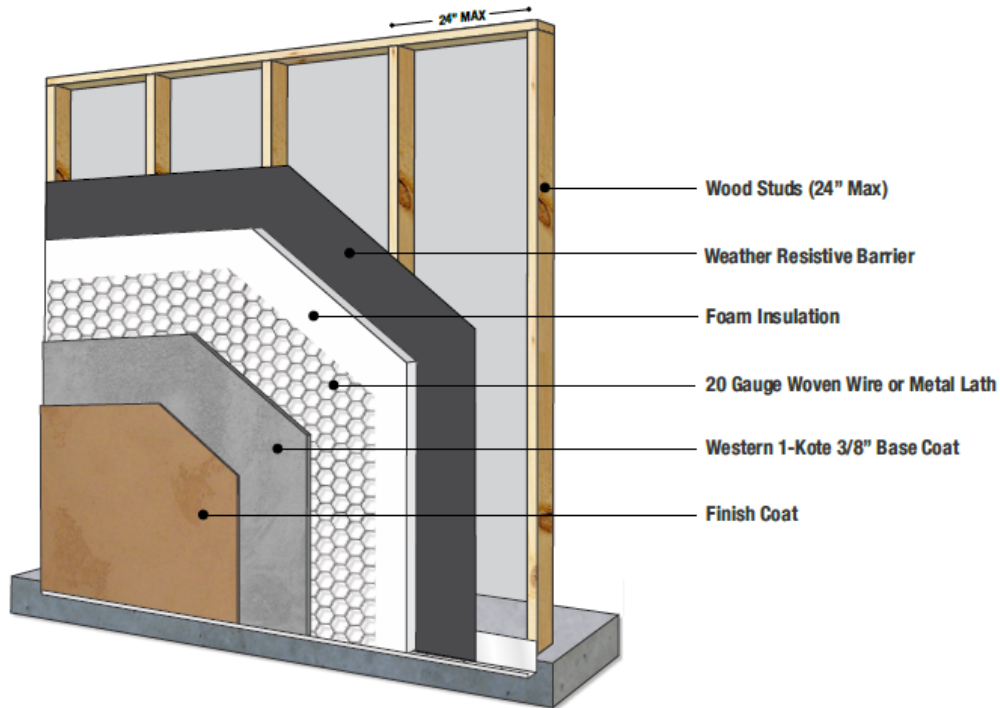 24” MAX
Wood Studs (24” Max)
Weather Resistive Barrier
Foam Insulation
20 Gauge Woven Wire or Metal Lath
Western 1-Kote 3/8” Base Coat
Finish Coat